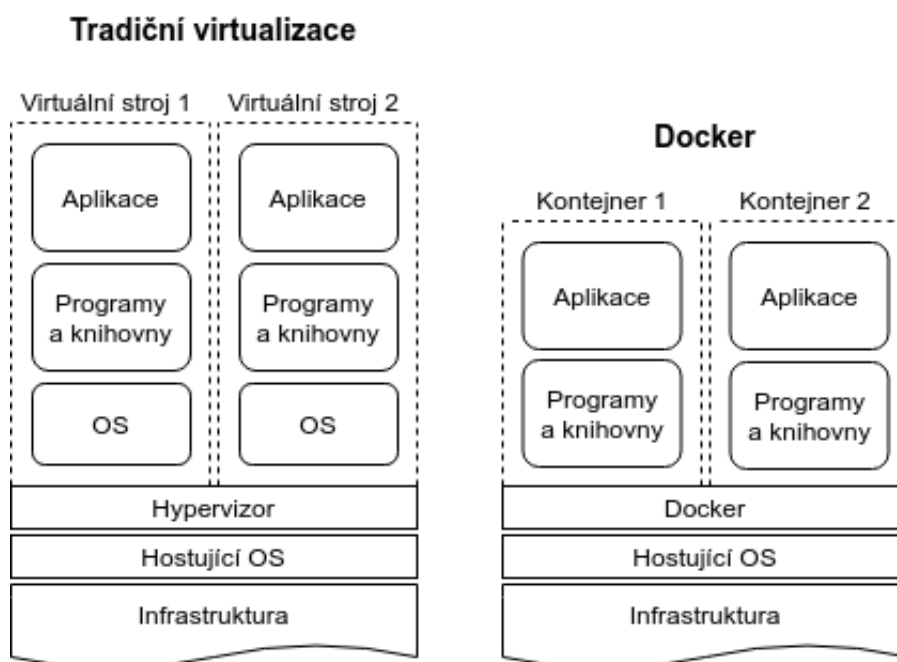 Tradiční virtualizace
Virtuální stroj 1
Virtuální stroj 2
Aplikace
Aplikace
Programy
a knihovny
Programy
a knihovny
OS
OS
Hypervizor
Hostující OS
Infrastruktura
Docker
Kontejner 1
Kontejner 2
Aplikace
Aplikace
Programy
a knihovny
Programy
a knihovny
Docker
Hostující OS
Infrastruktura